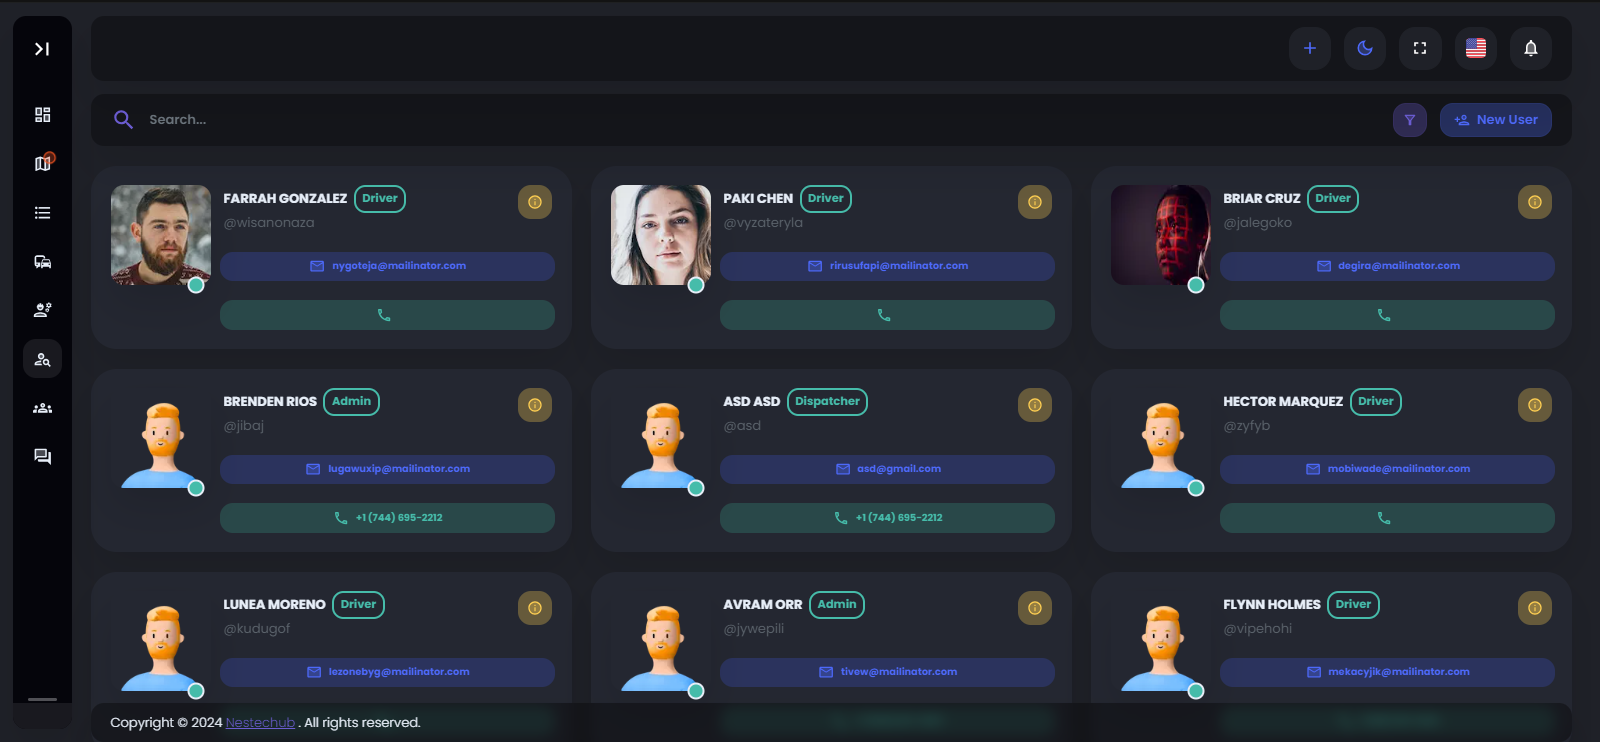 Search...
New User
FARRAH GONZALEZ Driver
@wisanonaza
nygoteja@mailinator.com
PAKI CHEN Driver
@vyzateryla
rirusufapi@mailinator.com
BRIAR CRUZ Driver
@jalegoko
degira@mailinator.com
BRENDEN RIOS Admin
@jibaj
lugawuxip@mailinator.com
+1 (744) 695-2212
ASD ASD Dispatcher
@asd
asd@gmail.com
+1 (744) 695-2212
HECTOR MARQUEZ Driver
@zyfyb
mobiwade@mailinator.com
LUNEA MORENO Driver
@kudugof
lezonebyg@mailinator.com
AVRAM ORR Admin
@jywepili
tivew@mailinator.com
FLYNN HOLMES Driver
@vipehohi
mekacyjik@mailinator.com
Copyright © 2024 Nestechub . All rights reserved.